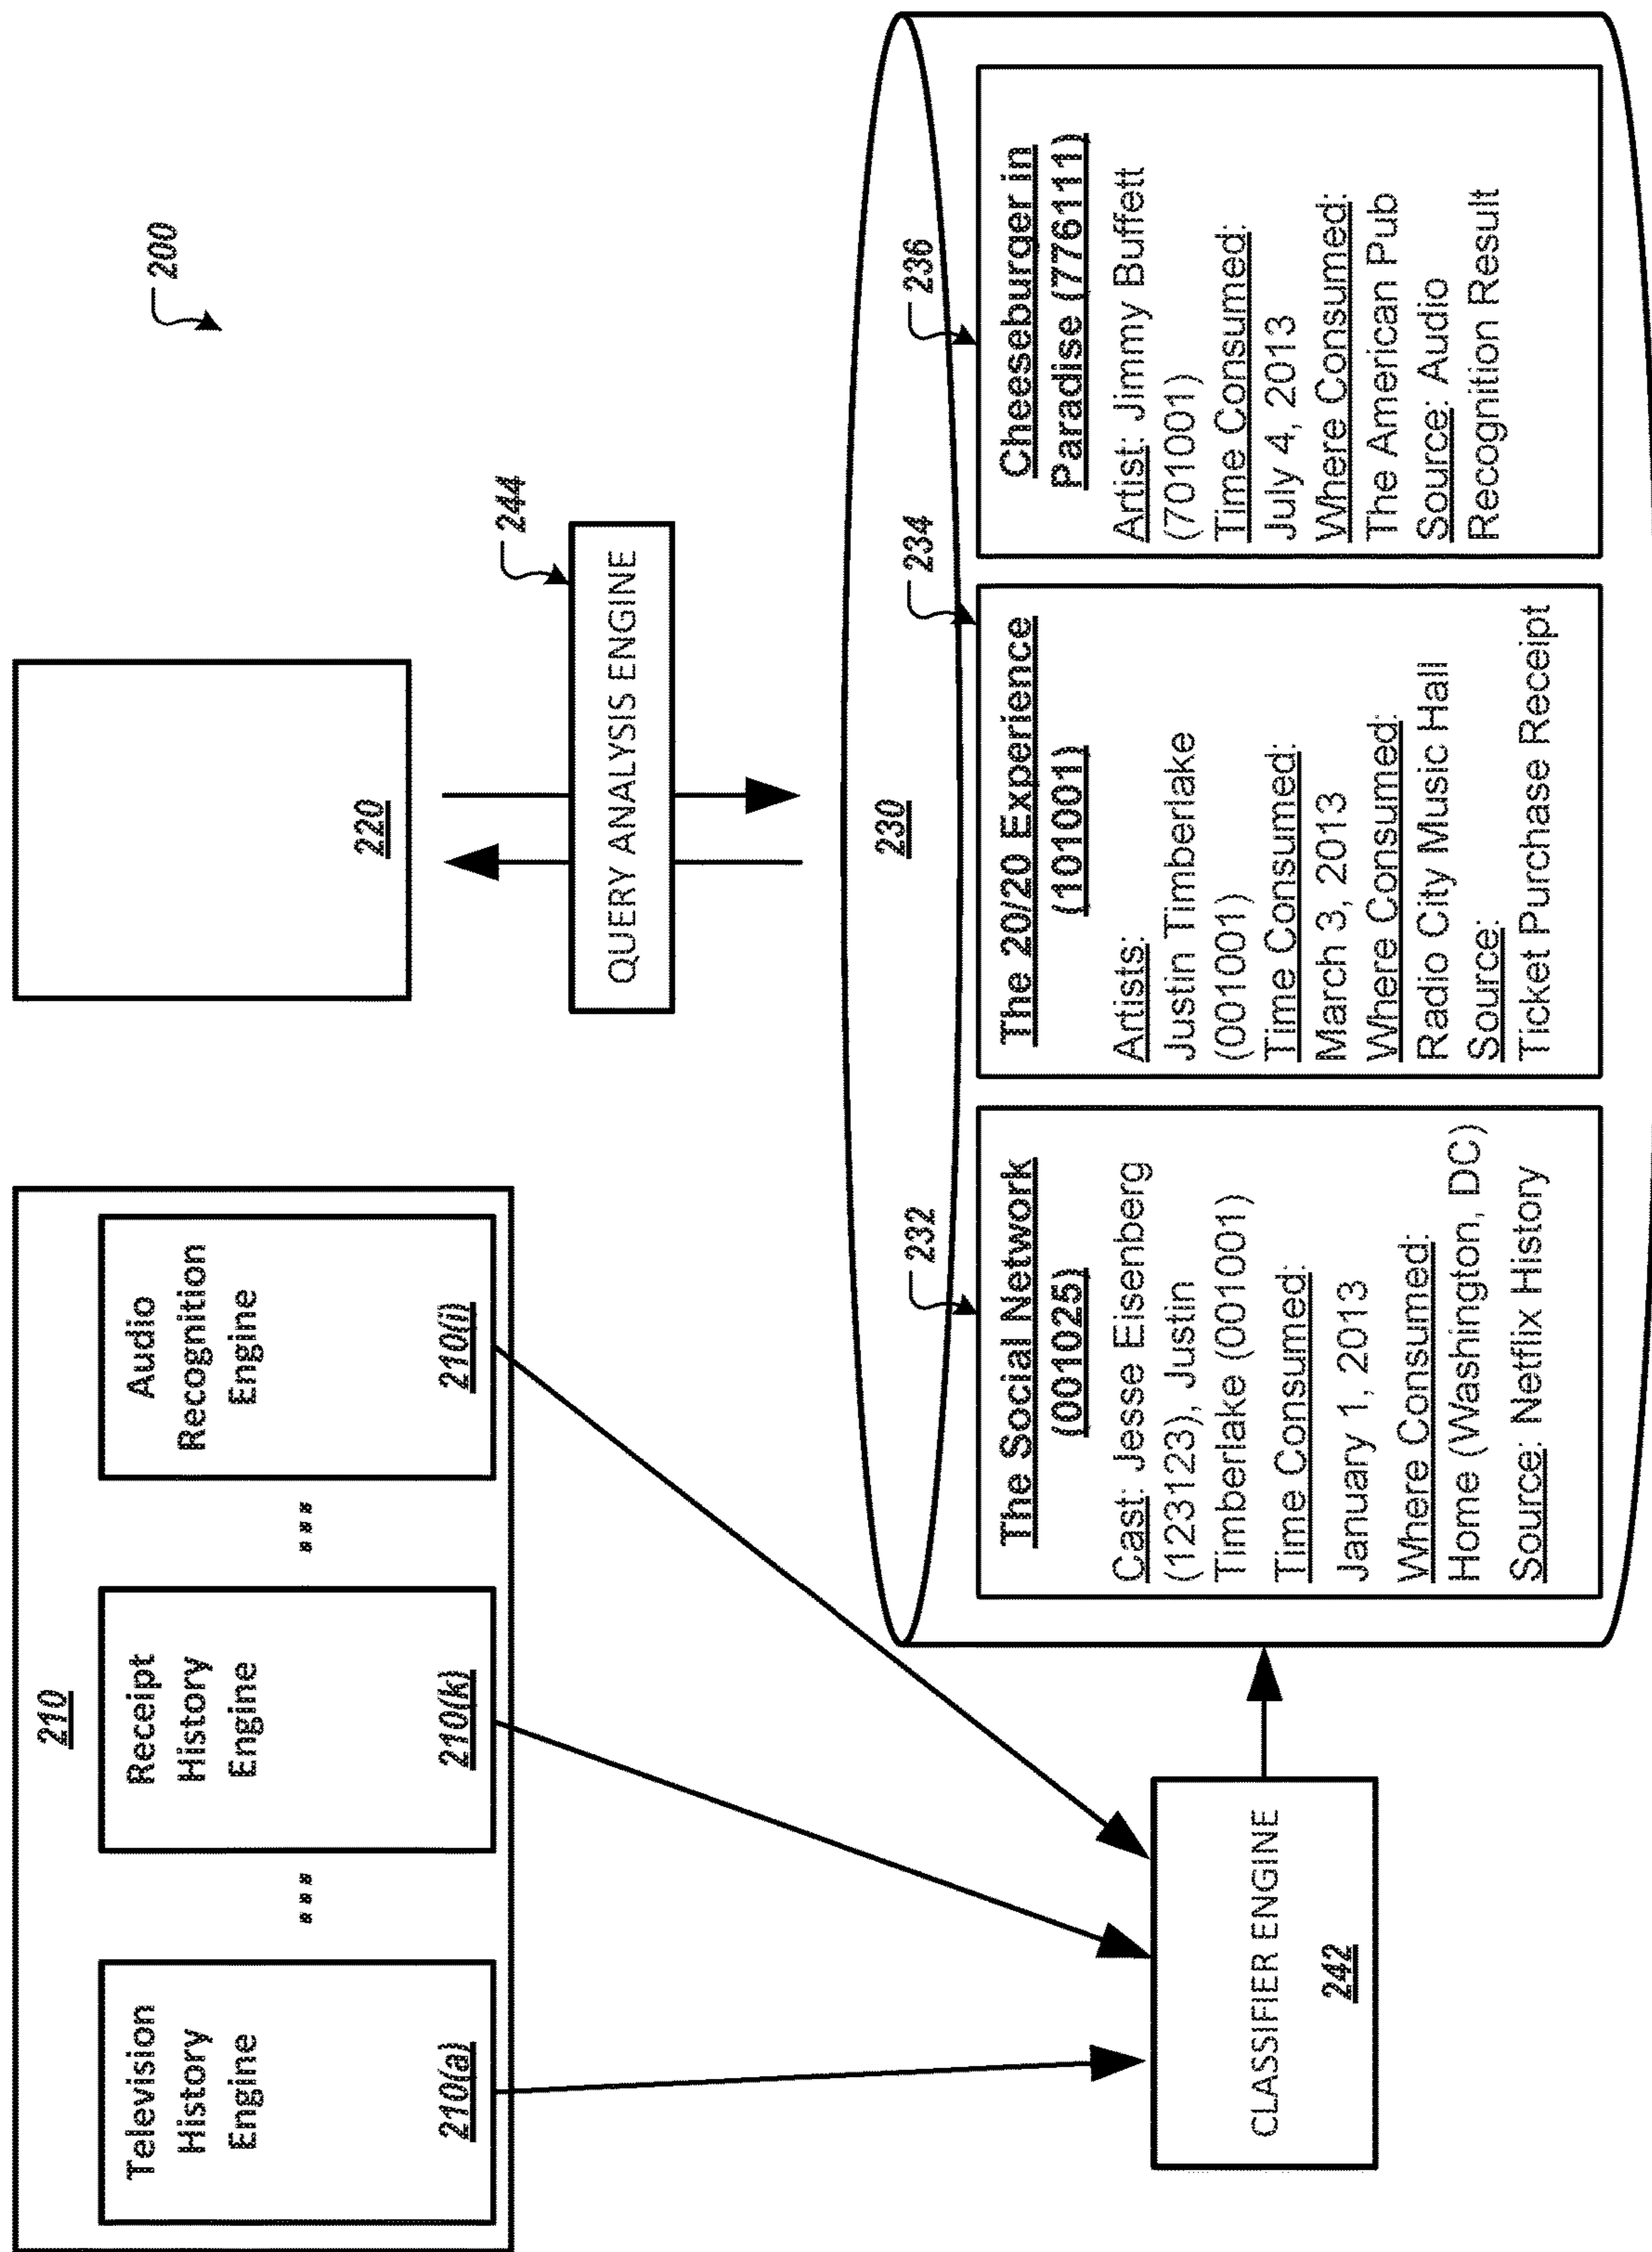 200
210
Television
History
Engine
210(a)
...
Receipt
History
Engine
210(k)
...
Audio
Recognition
Engine
210(i)
220
244
QUERY ANALYSIS ENGINE
CLASSIFIER ENGINE
242
230
232
The Social Network
(001025)
Cast: Jesse Eisenberg
(123123), Justin
Timberlake (001001)
Time Consumed:
January 1, 2013
Where Consumed:
Home (Washington, DC)
Source: Netflix History
234
The 20/20 Experience
(101001)
Artists:
Justin Timberlake
(001001)
Time Consumed:
March 3, 2013
Where Consumed:
Radio City Music Hall
Source:
Ticket Purchase Receipt
236
Cheeseburger in
Paradise (776111)
Artist: Jimmy Buffett
(701001)
Time Consumed:
July 4, 2013
Where Consumed:
The American Pub
Source: Audio
Recognition Result